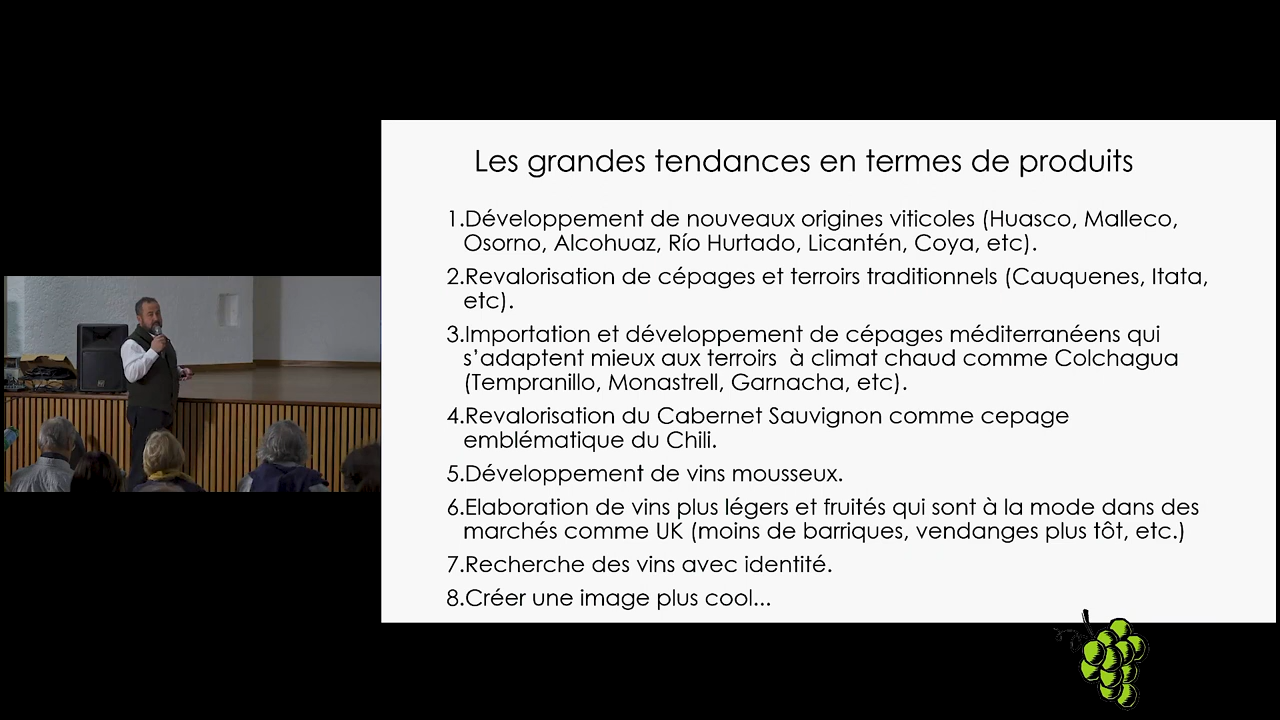 Les grandes tendances en termes de produits
1.Développement de nouveaux origines viticoles (Huasco, Malleco,
Osorno, Alcohuaz, Río Hurtado, Licantén, Coya, etc).
2.Revalorisation de cépages et terroirs traditionnels (Cauquenes, Itata,
etc).
3.Importation et développement de cépages méditerranéens qui
s'adaptent mieux aux terroirs  à climat chaud comme Colchagua
(Tempranillo, Monastrell, Garnacha, etc).
4.Revalorisation du Cabernet Sauvignon comme cepage
emblématique du Chili.
5.Développement de vins mousseux.
6.Elaboration de vins plus légers et fruités qui sont à la mode dans des
marchés comme UK (moins de barriques, vendanges plus tôt, etc.)
7.Recherche des vins avec identité.
8.Créer une image plus cool...